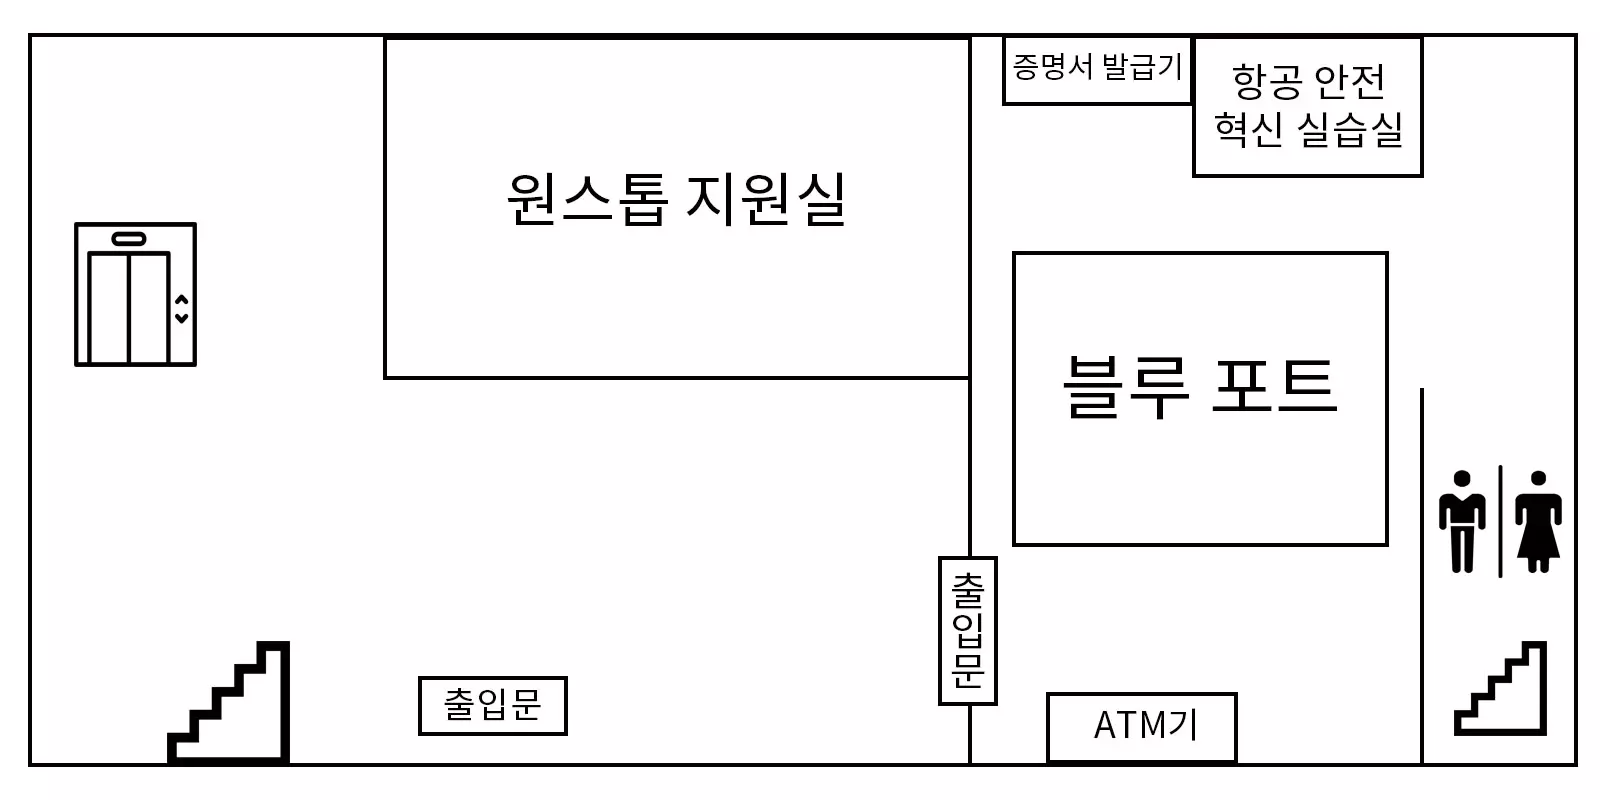 증명서 발급기
항공 안전
혁신 실습실
원스톱 지원실
블루 포트
출입문
출입문
ATM기